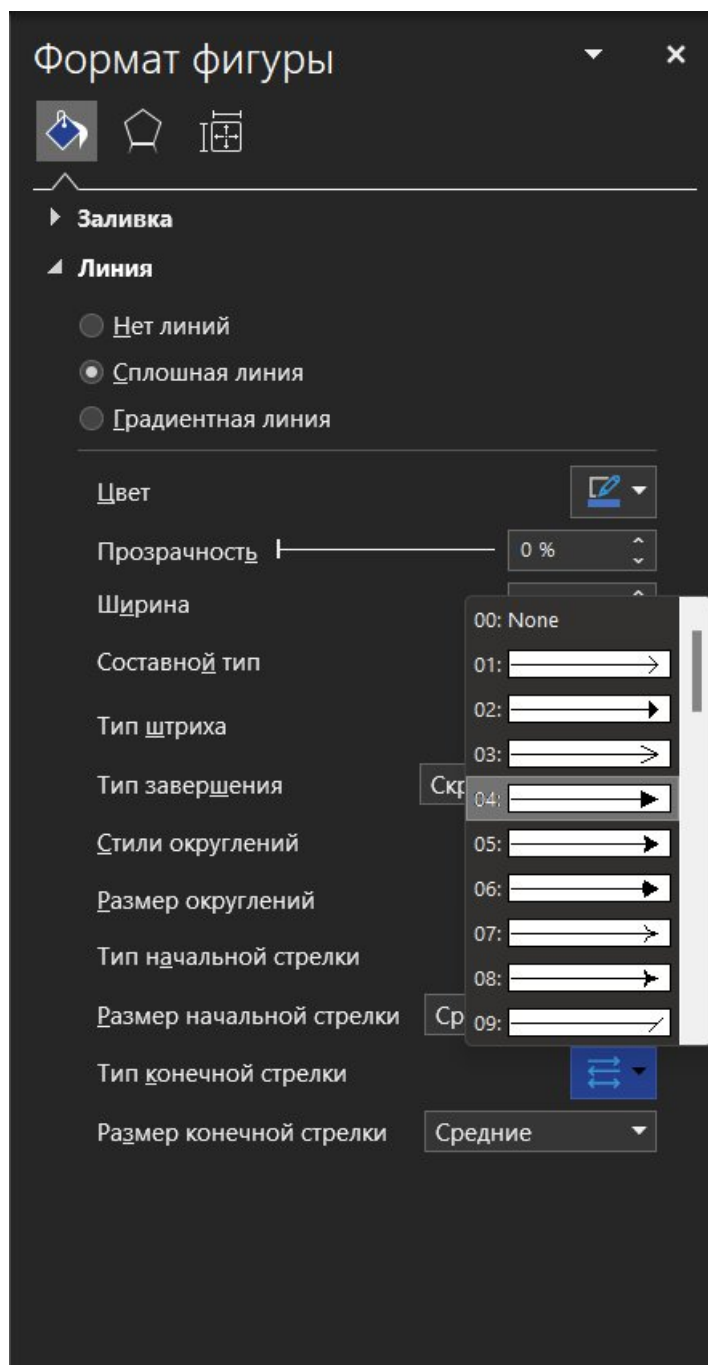 Формат фигуры
Заливка
Линия
Нет линий
Сплошная линия
Градиентная линия
Цвет
Прозрачность 0 %
Ширина
Составной тип
Тип штриха
Тип завершения
Стили округлений
Размер округлений
Тип начальной стрелки
Размер начальной стрелки
Тип конечной стрелки
Размер конечной стрелки Средние
00: None
01:
02:
03:
04:
05:
06:
07:
08:
09: